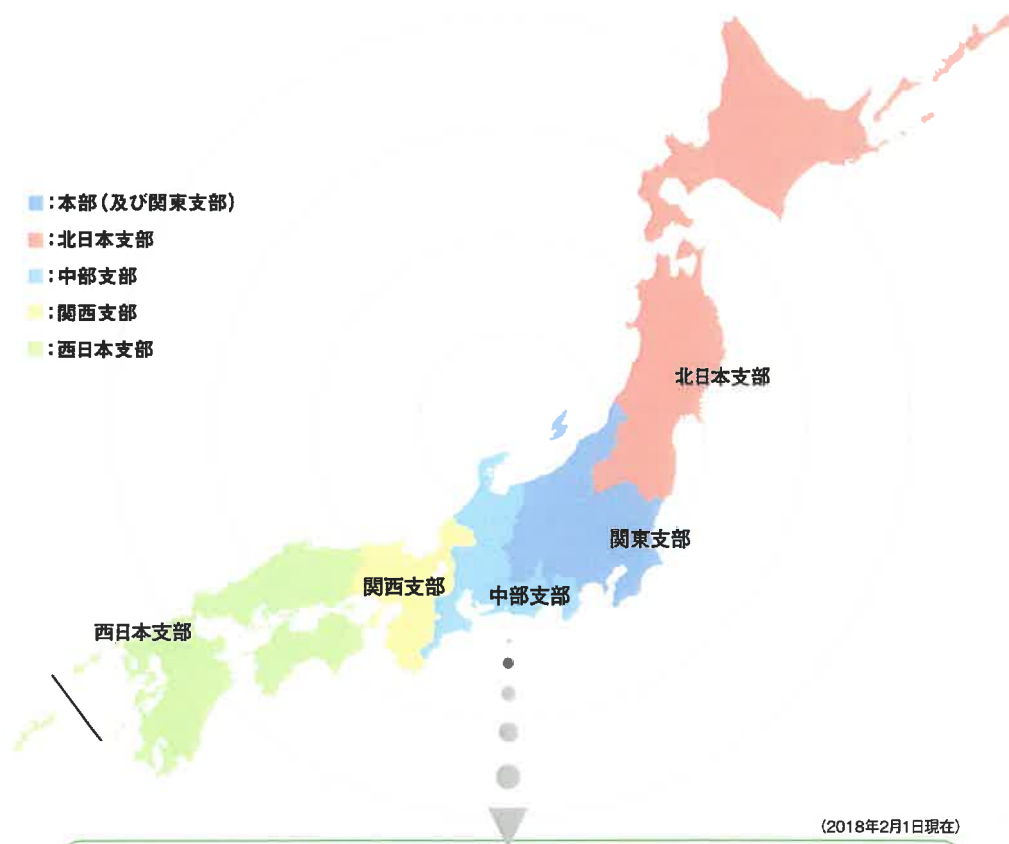 :本部(及び関東支部)
:北日本支部
:中部支部
:関西支部
:西日本支部
北日本支部
関東支部
関西支部
中部支部
西日本支部
(2018年2月1日現在)